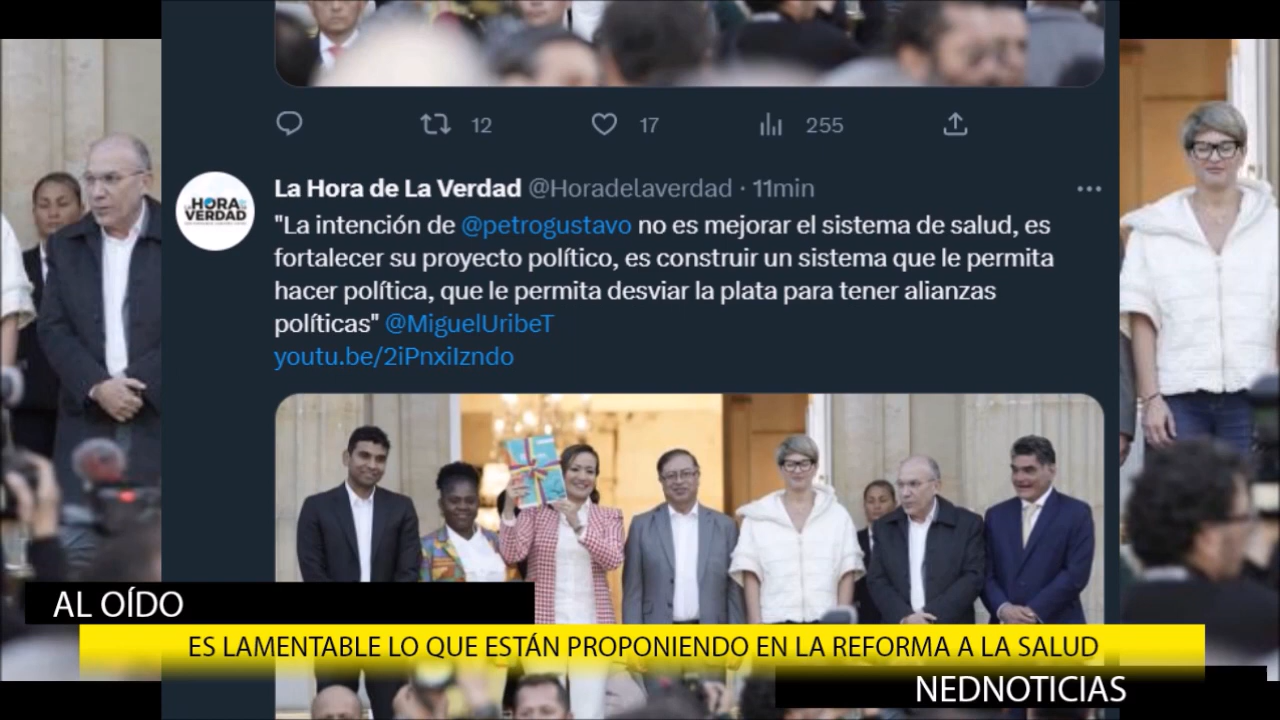 12
17
255
La Hora de La Verdad @Horadelaverdad · 11min
LA HORA DE LA
VERDAD
"La intención de @petrogustavo no es mejorar el sistema de salud, es
fortalecer su proyecto político, es construir un sistema que le permita
hacer política, que le permita desviar la plata para tener alianzas
políticas" @MiguelUribeT
youtu.be/2iPnxiIzndo
AL OÍDO
ES LAMENTABLE LO QUE ESTÁN PROPONIENDO EN LA REFORMA A LA SALUD
NEDNOTICIAS